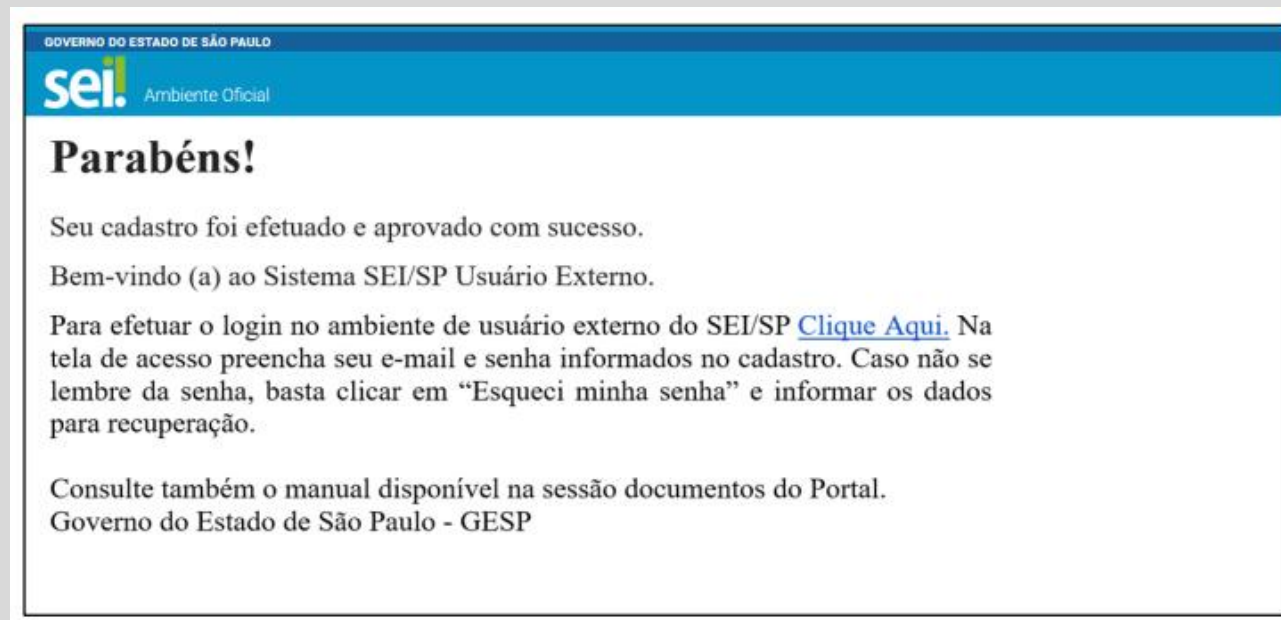 GOVERNO DO ESTADO DE SÃO PAULO
sei!
Ambiente Oficial
Parabéns!
Seu cadastro foi efetuado e aprovado com sucesso.
Bem-vindo (a) ao Sistema SEI/SP Usuário Externo.
Para efetuar o login no ambiente de usuário externo do SEI/SP Clique Aqui. Na
tela de acesso preencha seu e-mail e senha informados no cadastro. Caso não se
lembre da senha, basta clicar em “Esqueci minha senha” e informar os dados
para recuperação.
Consulte também o manual disponível na sessão documentos do Portal.
Governo do Estado de São Paulo - GESP